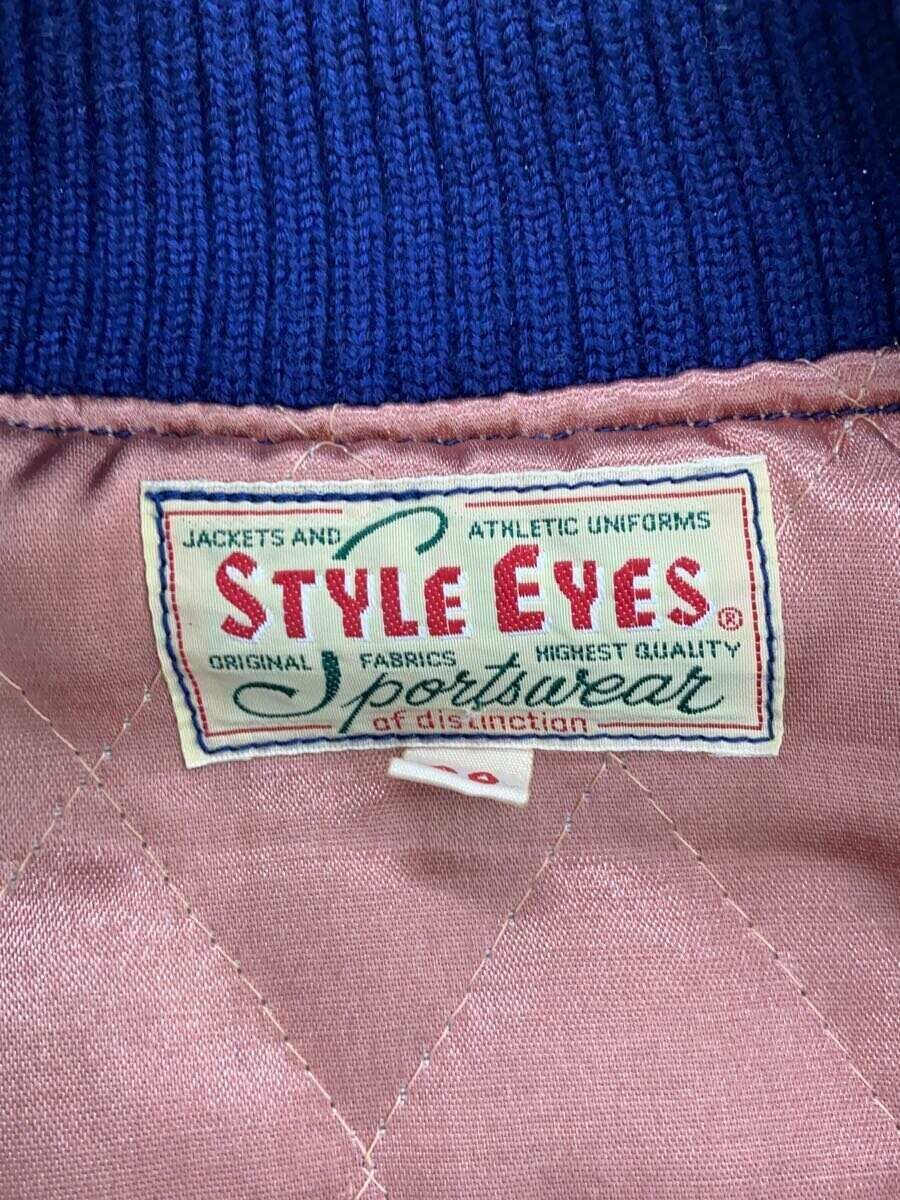 JACKETS AND ATHLETIC UNIFORMS
STYLE EYES®
ORIGINAL FABRICS HIGHEST QUALITY
Sportswear
of distinction